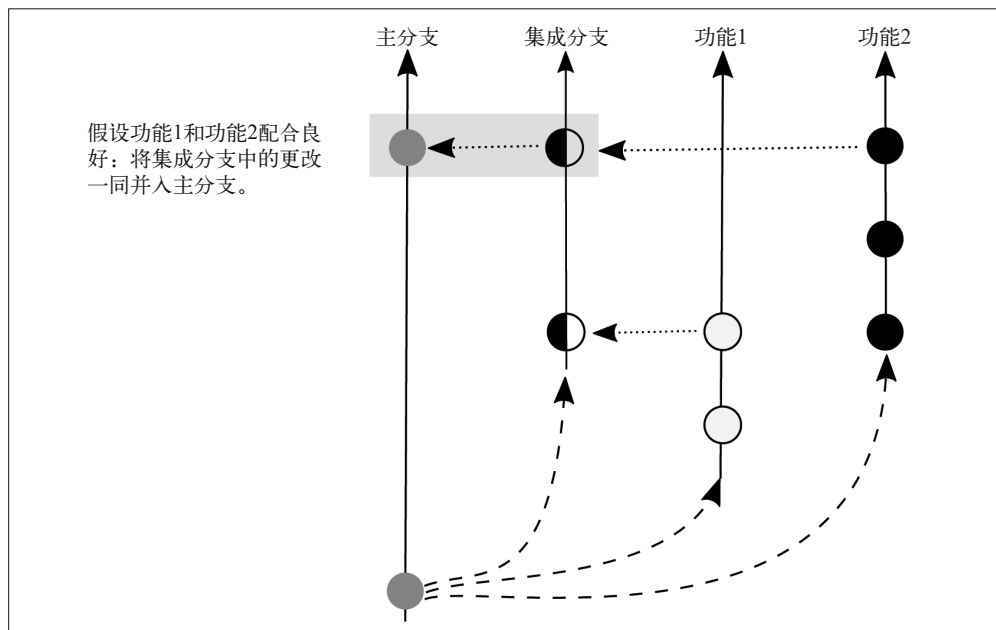 主分支
集成分支
功能1
功能2
假设功能1和功能2配合良
好：将集成分支中的更改
一同并入主分支。